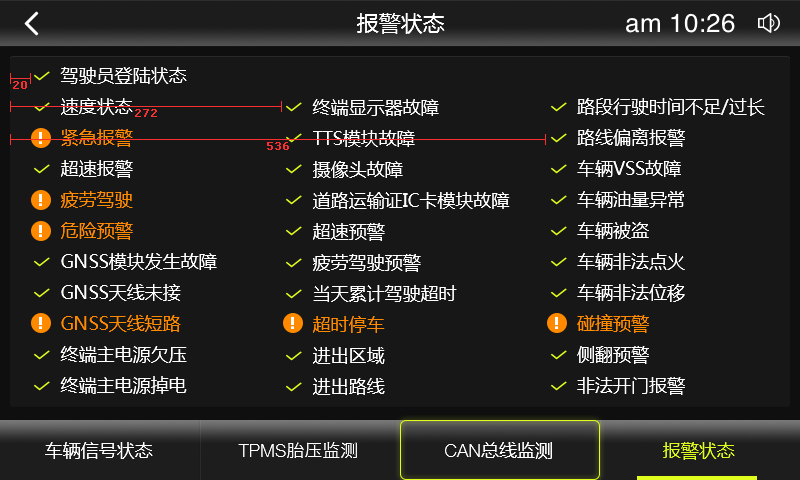 报警状态
am 10:26
驾驶员登陆状态
20
速度状态 272 终端显示器故障 路段行驶时间不足/过长
紧急报警 536 TTS模块故障 路线偏离报警
超速报警 摄像头故障 车辆VSS故障
疲劳驾驶 道路运输证IC卡模块故障 车辆油量异常
危险预警 超速预警 车辆被盗
GNSS模块发生故障 疲劳驾驶预警 车辆非法点火
GNSS天线未接 当天累计驾驶超时 车辆非法位移
GNSS天线短路 超时停车 碰撞预警
终端主电源欠压 进出区域 侧翻预警
终端主电源掉电 进出路线 非法开门报警
车辆信号状态 TPMS胎压监测 CAN总线监测 报警状态